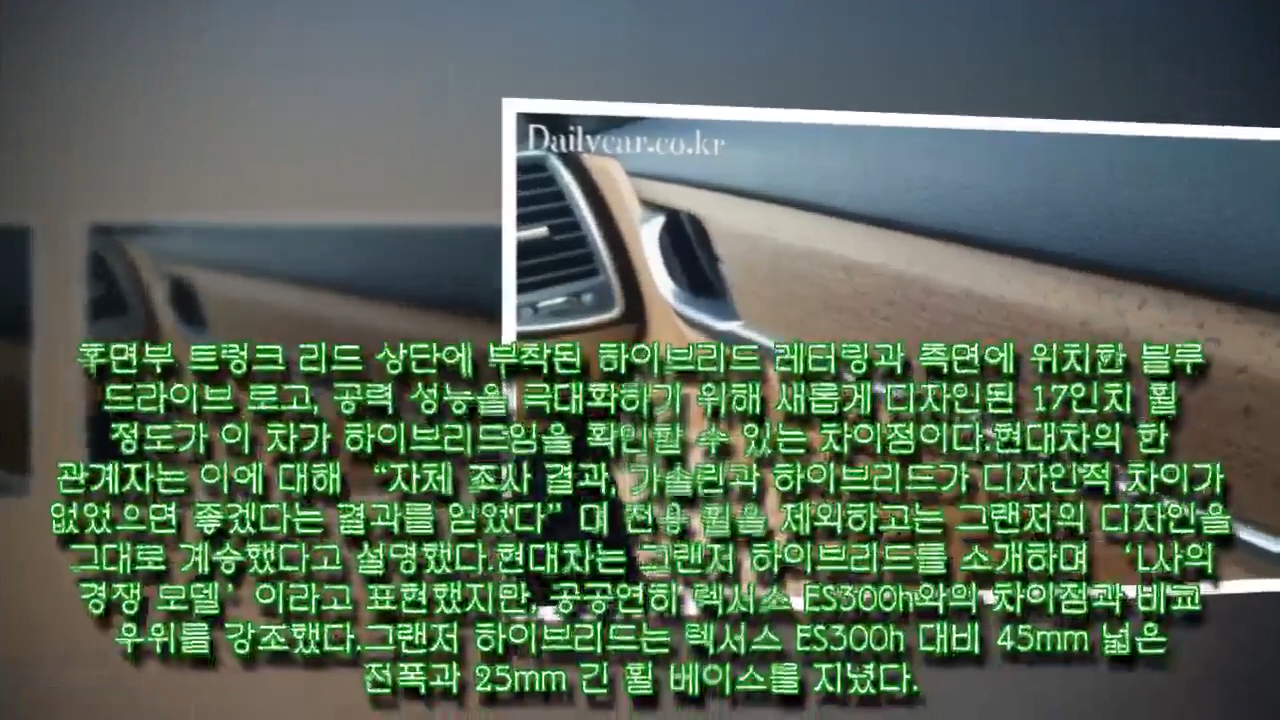 Dailycar.co.kr
후면부 트렁크 리드 상단에 부착된 하이브리드 레터링과 측면에 위치한 블루
드라이브 로고, 공력 성능을 극대화하기 위해 새롭게 디자인된 17인치 휠
정도가 이 차가 하이브리드임을 확인할 수 있는 차이점이다.현대차의 한
관계자는 이에 대해 “자체 조사 결과, 가솔린과 하이브리드가 디자인적 차이가
없었으면 좋겠다는 결과를 얻었다” 며 전용 휠을 제외하고는 그랜저의 디자인을
그대로 계승했다고 설명했다.현대차는 그랜저 하이브리드를 소개하며 ‘L사의
경쟁 모델’ 이라고 표현했지만, 공공연히 렉서스 ES300h와의 차이점과 비교
우위를 강조했다.그랜저 하이브리드는 렉서스 ES300h 대비 45mm 넓은
전폭과 25mm 긴 휠 베이스를 지녔다.